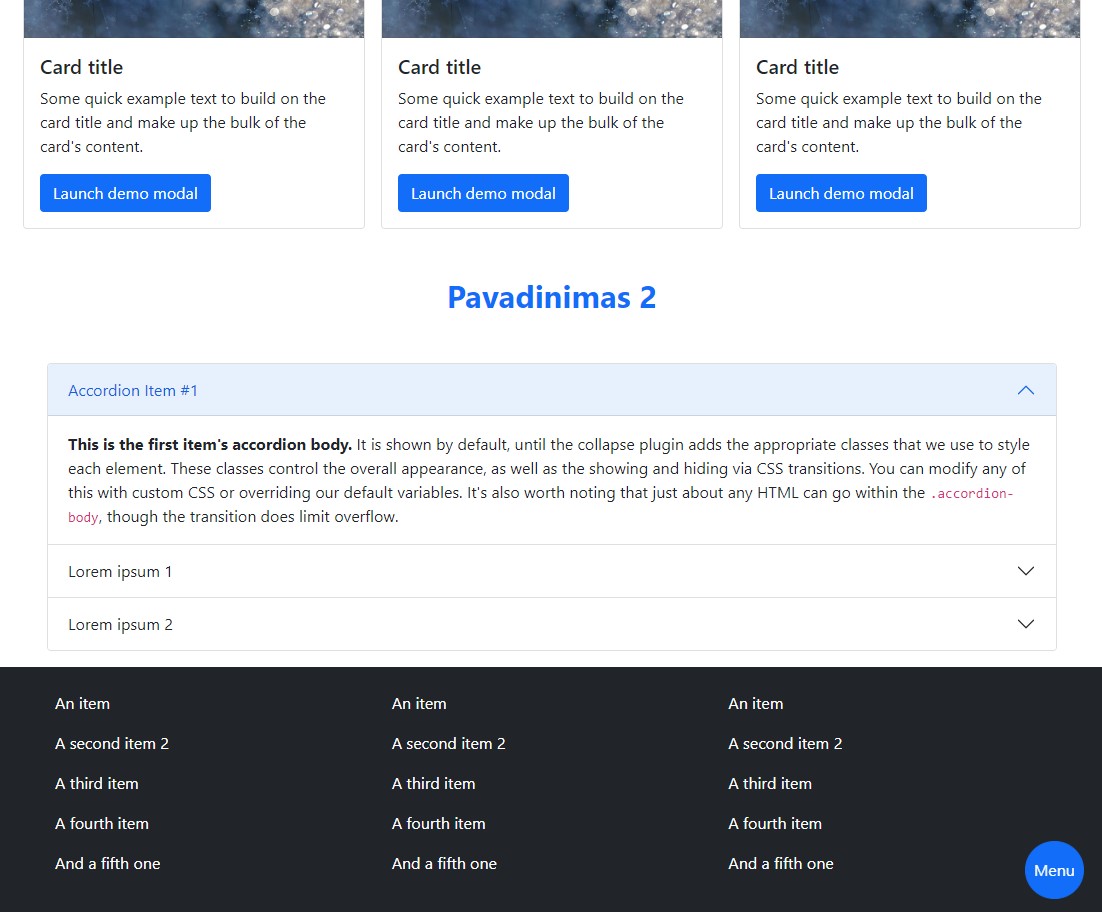 Card title
Some quick example text to build on the
card title and make up the bulk of the
card's content.
Launch demo modal
Card title
Some quick example text to build on the
card title and make up the bulk of the
card's content.
Launch demo modal
Card title
Some quick example text to build on the
card title and make up the bulk of the
card's content.
Launch demo modal
Pavadinimas 2
Accordion Item #1
This is the first item's accordion body. It is shown by default, until the collapse plugin adds the appropriate classes that we use to style
each element. These classes control the overall appearance, as well as the showing and hiding via CSS transitions. You can modify any of
this with custom CSS or overriding our default variables. It's also worth noting that just about any HTML can go within the .accordion-
body, though the transition does limit overflow.
Lorem ipsum 1
Lorem ipsum 2
An item
A second item 2
A third item
A fourth item
And a fifth one
An item
A second item 2
A third item
A fourth item
And a fifth one
An item
A second item 2
A third item
A fourth item
And a fifth one
Menu